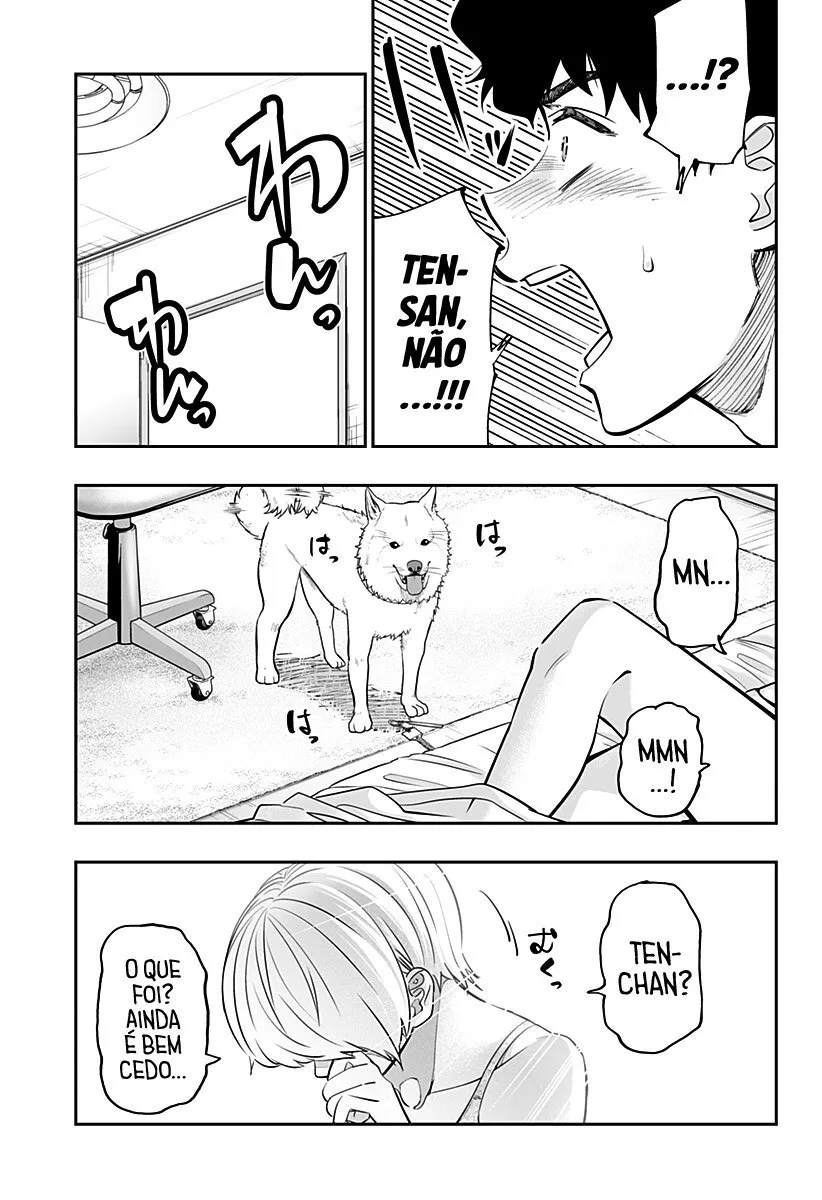 ....!?
TEN-
SAN,
NÃO
....!!!
わんっ
わんっ
MN...
はっ
はっ
はっ
MMN
...!
TEN-
CHAN?
むくっ
O QUE
FOI?
AINDA
É BEM
CEDO...